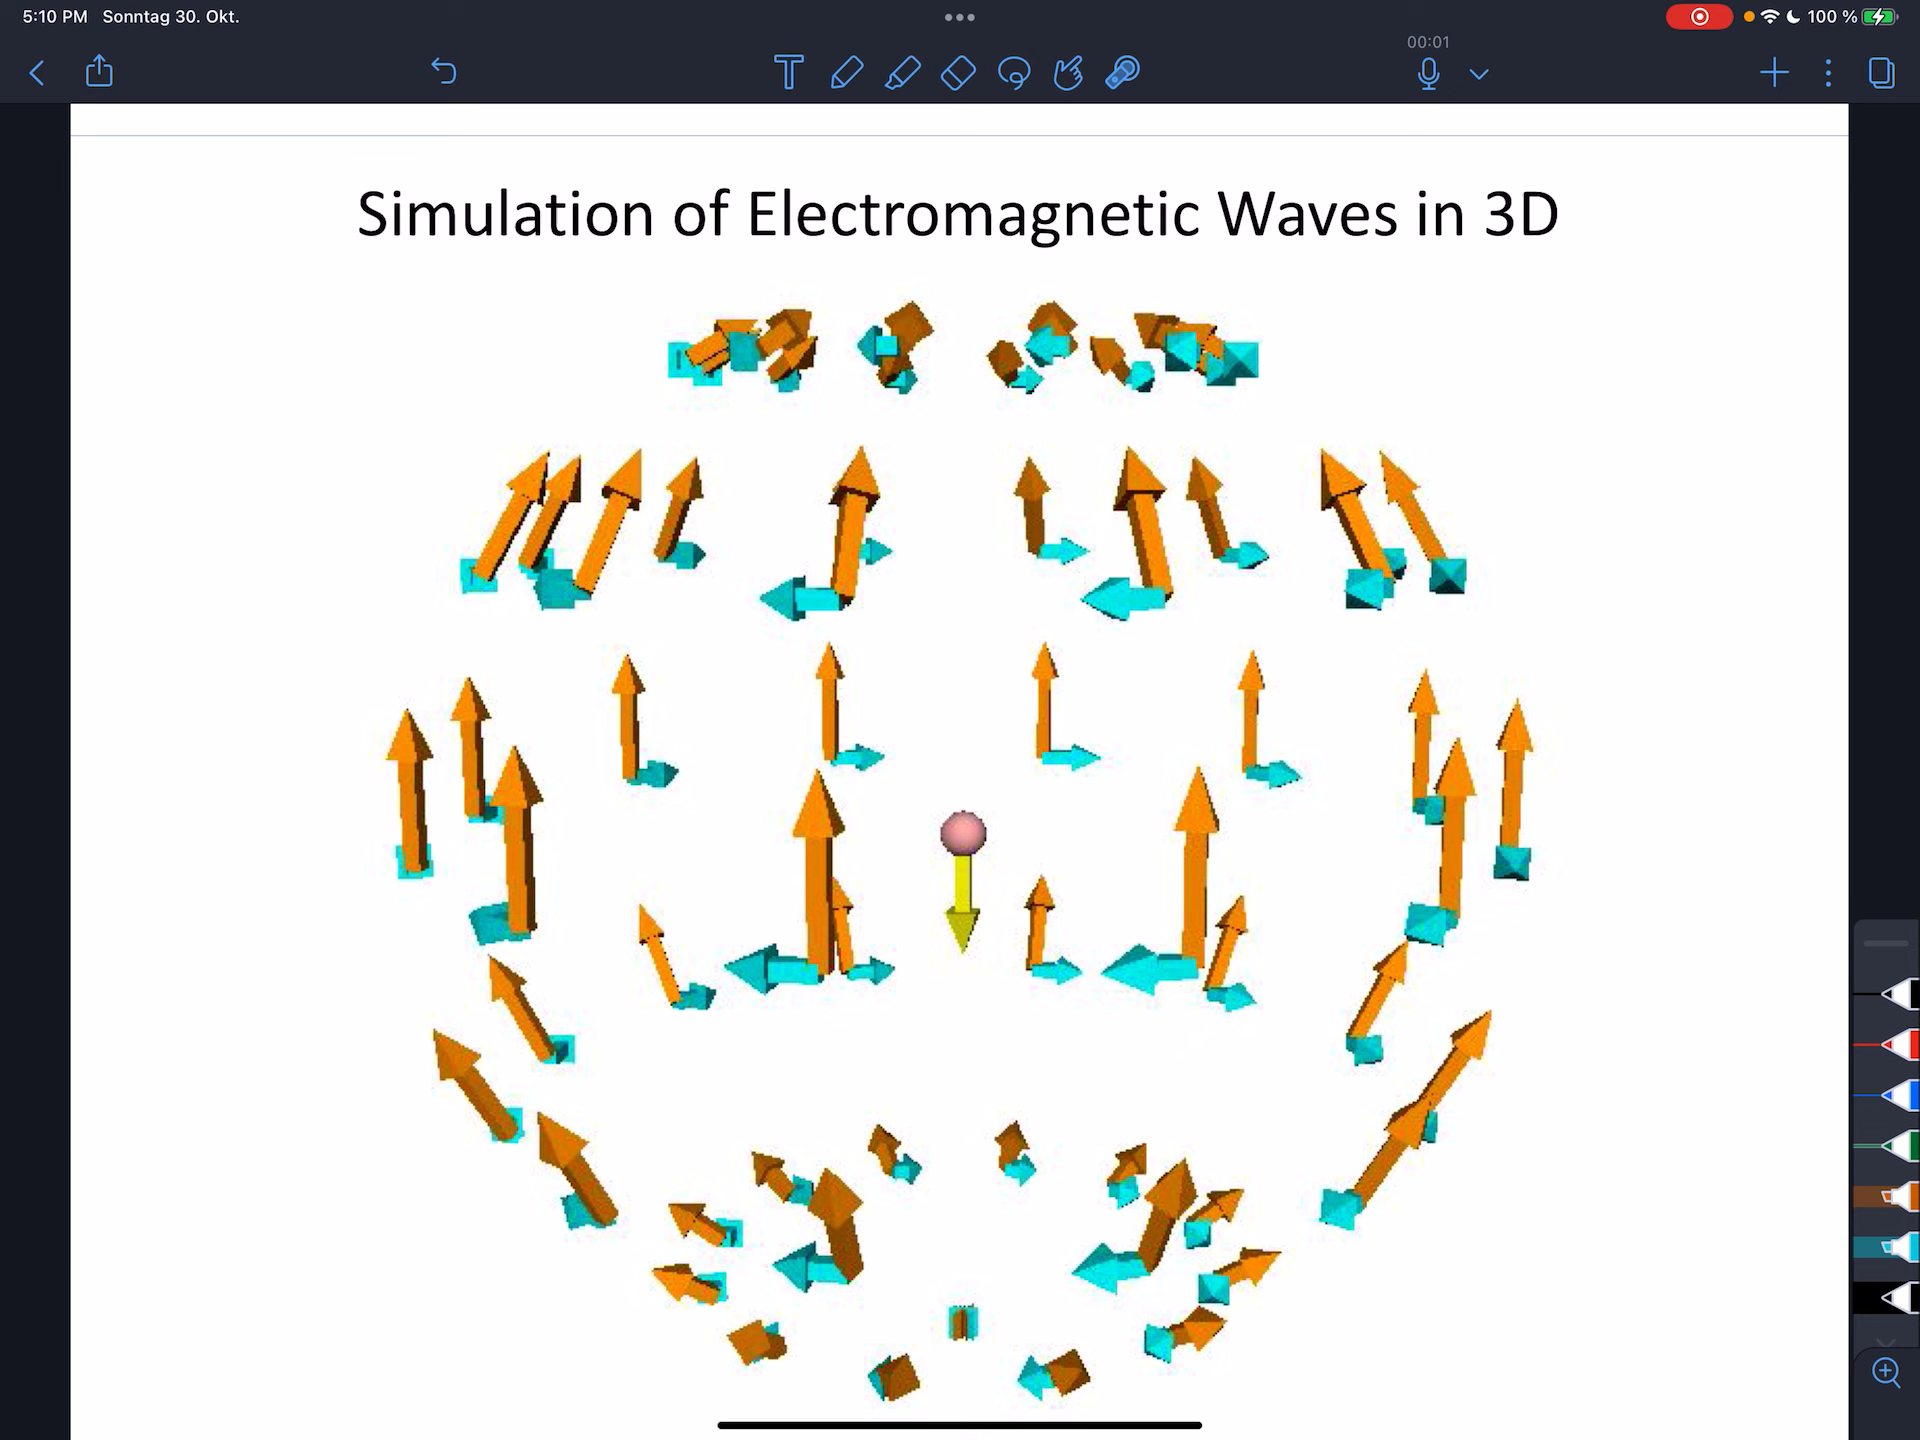 5:10 PM Sonntag 30. Okt.
100 %
00:01
Simulation of Electromagnetic Waves in 3D